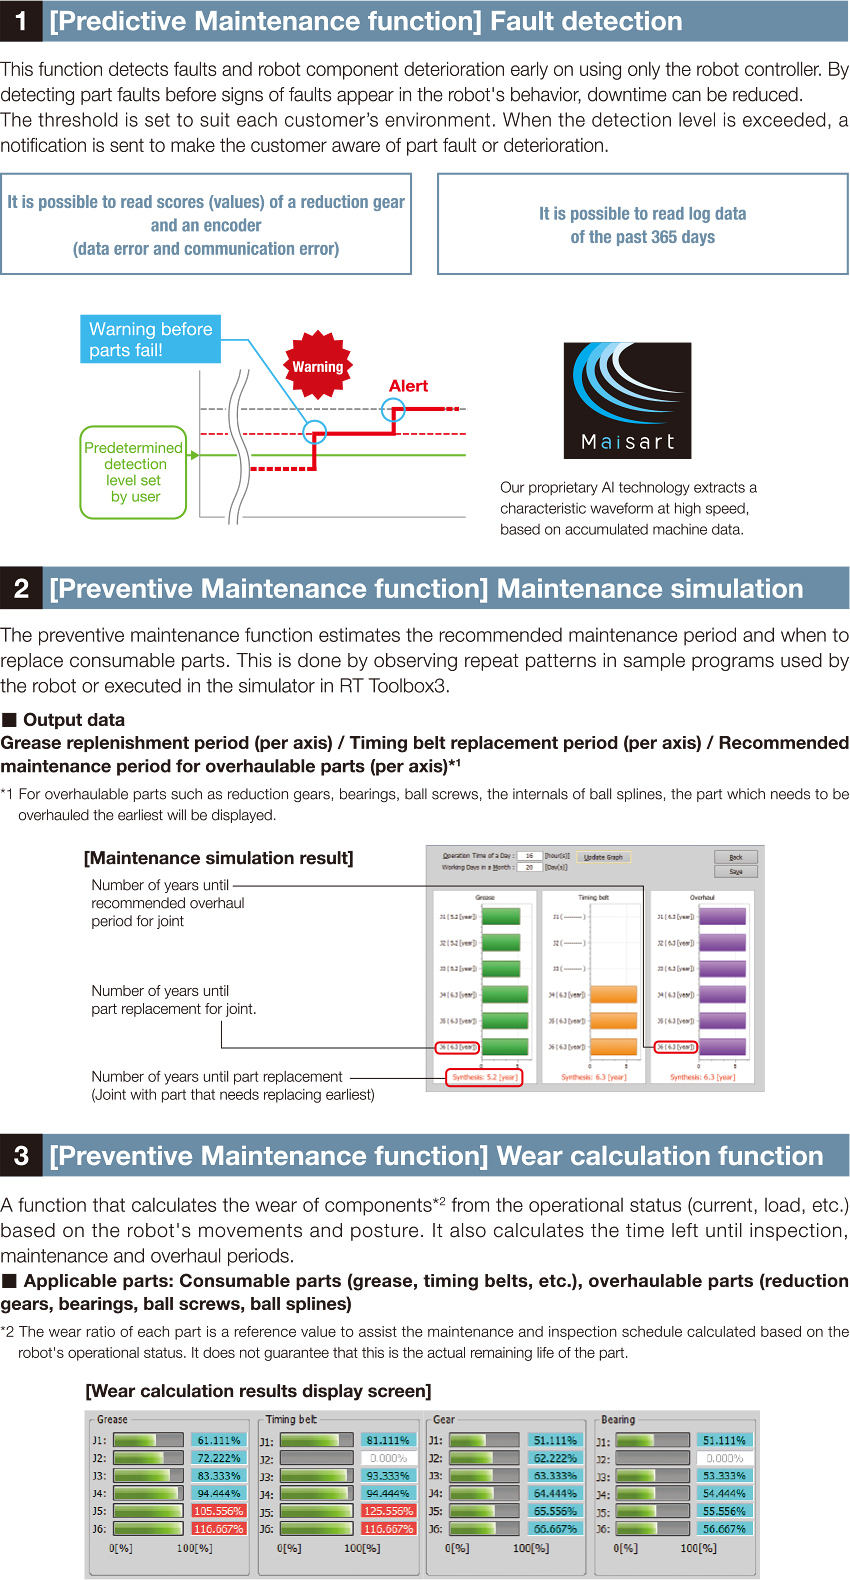 1 [Predictive Maintenance function] Fault detection
This function detects faults and robot component deterioration early on using only the robot controller. By
detecting part faults before signs of faults appear in the robot's behavior, downtime can be reduced.
The threshold is set to suit each customer’s environment. When the detection level is exceeded, a
notification is sent to make the customer aware of part fault or deterioration.
It is possible to read scores (values) of a reduction gear
and an encoder
(data error and communication error)
It is possible to read log data
of the past 365 days
Warning before
parts fail!
Warning
Alert
Predetermined
detection
level set
by user
Maisart
Our proprietary AI technology extracts a
characteristic waveform at high speed,
based on accumulated machine data.
2 [Preventive Maintenance function] Maintenance simulation
The preventive maintenance function estimates the recommended maintenance period and when to
replace consumable parts. This is done by observing repeat patterns in sample programs used by
the robot or executed in the simulator in RT Toolbox3.
■ Output data
Grease replenishment period (per axis) / Timing belt replacement period (per axis) / Recommended
maintenance period for overhaulable parts (per axis)*1
*1 For overhaulable parts such as reduction gears, bearings, ball screws, the internals of ball splines, the part which needs to be
overhauled the earliest will be displayed.
[Maintenance simulation result]
Number of years until
recommended overhaul
period for joint
Number of years until
part replacement for joint.
Number of years until part replacement
(Joint with part that needs replacing earliest)
Operation Time of a Day : 16 [hour(s)] Update Graph Back
Working Days in a Month : 20 [Day(s)] Save
Grease
J1 ( 5.2 [year])
J2 ( 5.2 [year])
J3 ( 5.2 [year])
J4 ( 6.3 [year])
J5 ( 6.3 [year])
J6 ( 6.3 [year])
0 5
Synthesis: 5.2 [year]
Timing belt
J1 ( -------- )
J2 ( -------- )
J3 ( -------- )
J4 ( 6.3 [year])
J5 ( 6.3 [year])
J6 ( 6.3 [year])
0 5
Synthesis: 6.3 [year]
Overhaul
J1 ( 6.3 [year])
J2 ( 6.3 [year])
J3 ( 6.3 [year])
J4 ( 6.3 [year])
J5 ( 6.3 [year])
J6 ( 6.3 [year])
0 5
Synthesis: 6.3 [year]
3 [Preventive Maintenance function] Wear calculation function
A function that calculates the wear of components*2 from the operational status (current, load, etc.)
based on the robot's movements and posture. It also calculates the time left until inspection,
maintenance and overhaul periods.
■ Applicable parts: Consumable parts (grease, timing belts, etc.), overhaulable parts (reduction
gears, bearings, ball screws, ball splines)
*2 The wear ratio of each part is a reference value to assist the maintenance and inspection schedule calculated based on the
robot's operational status. It does not guarantee that this is the actual remaining life of the part.
[Wear calculation results display screen]
Grease
J1: 61.111%
J2: 72.222%
J3: 83.333%
J4: 94.444%
J5: 105.556%
J6: 116.667%
0[%] 100[%]
Timing belt
J1: 81.111%
J2: 0.000%
J3: 93.333%
J4: 94.444%
J5: 125.556%
J6: 116.667%
0[%] 100[%]
Gear
J1: 51.111%
J2: 62.222%
J3: 63.333%
J4: 64.444%
J5: 65.556%
J6: 66.667%
0[%] 100[%]
Bearing
J1: 51.111%
J2: 0.000%
J3: 53.333%
J4: 54.444%
J5: 55.556%
J6: 56.667%
0[%] 100[%]